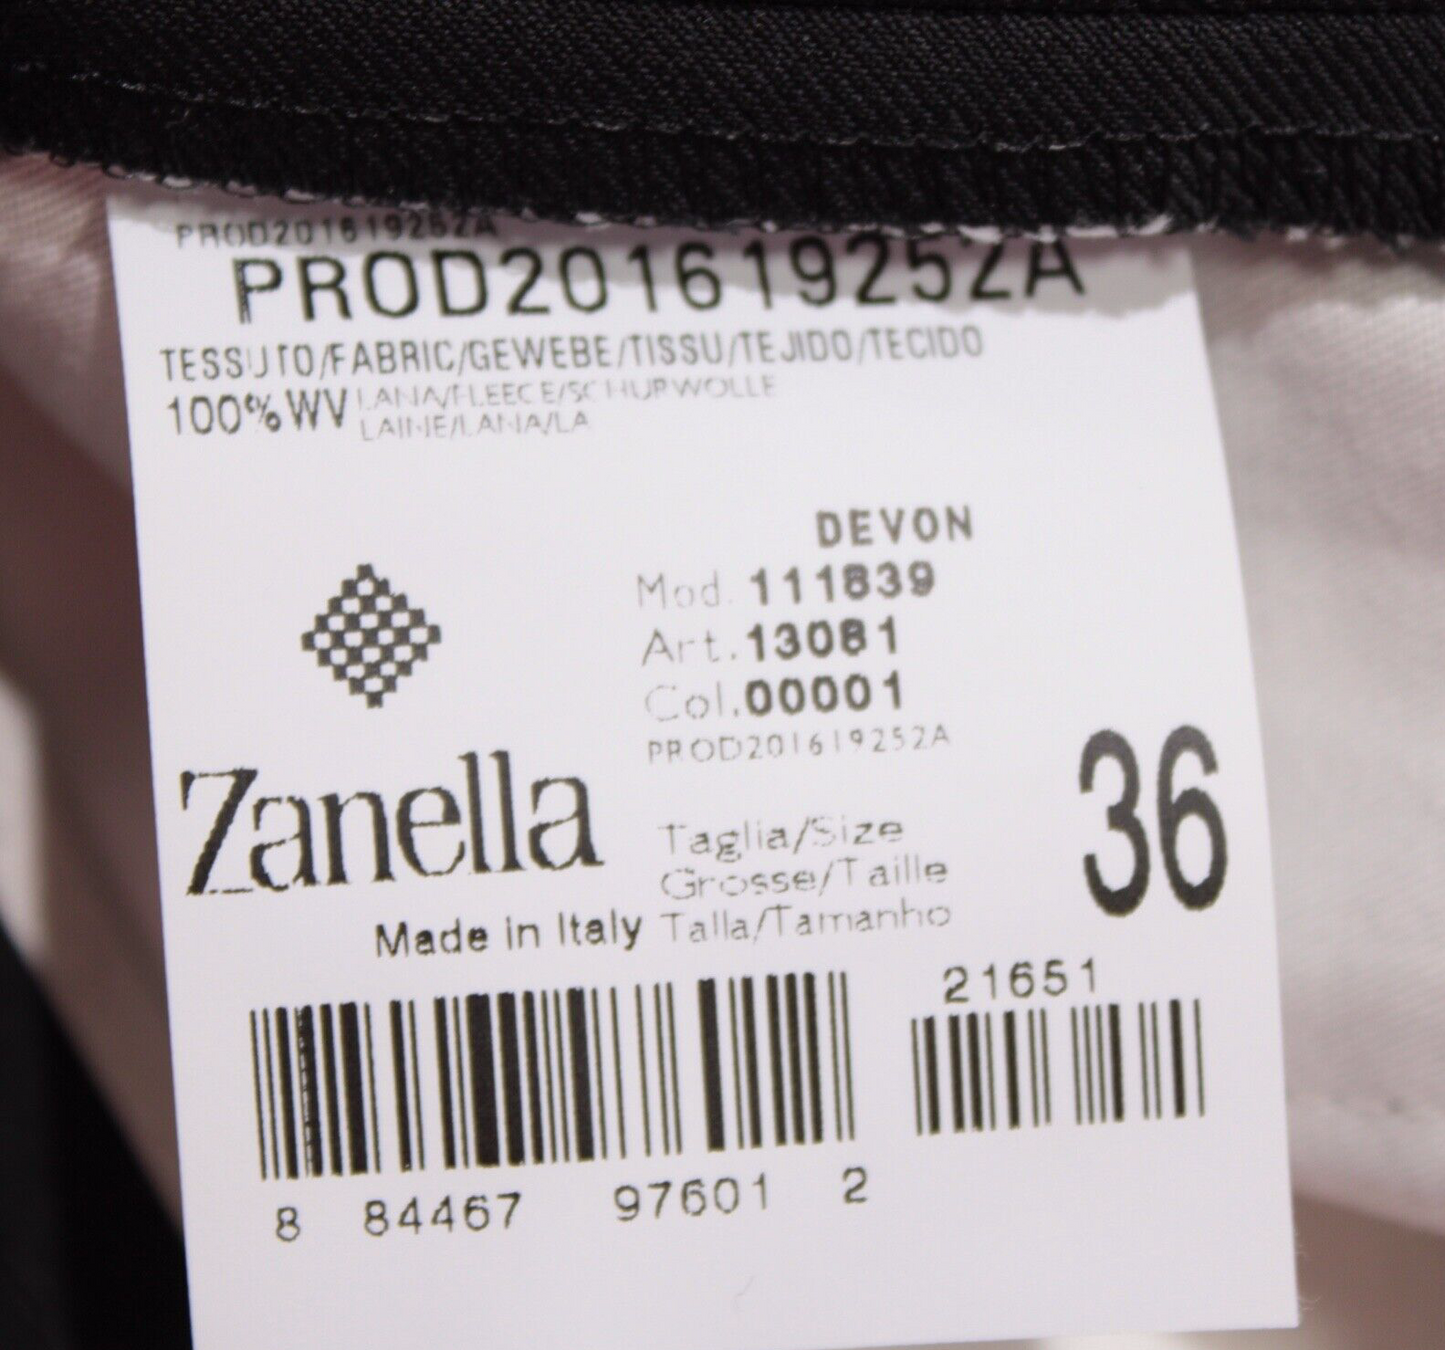 PROD201619252A
PROD201619252A
TESSUTO/FABRIC/GEWEBE/TISSU/TEJIDO/TECIDO
100%WV LANA/FLEECE/SCHURWOLLE
LAINE/LANA/LA
DEVON
Mod. 111839
Art. 13081
Col. 00001
PROD201619252A
Zanella
Made in Italy
Taglia/Size
Grosse/Taille
Talla/Tamanho
36
21651
8 84467 97601 2